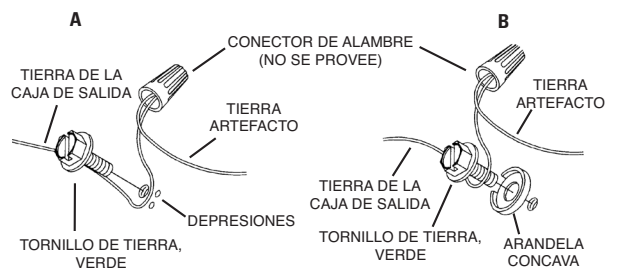 A
B
CONECTOR DE ALAMBRE
(NO SE PROVEE)
TIERRA DE LA
CAJA DE SALIDA
TIERRA
ARTEFACTO
DEPRESIONES
TORNILLO DE TIERRA,
VERDE
TIERRA
ARTEFACTO
TIERRA DE LA
CAJA DE SALIDA
TORNILLO DE TIERRA,
VERDE
ARANDELA
CONCAVA